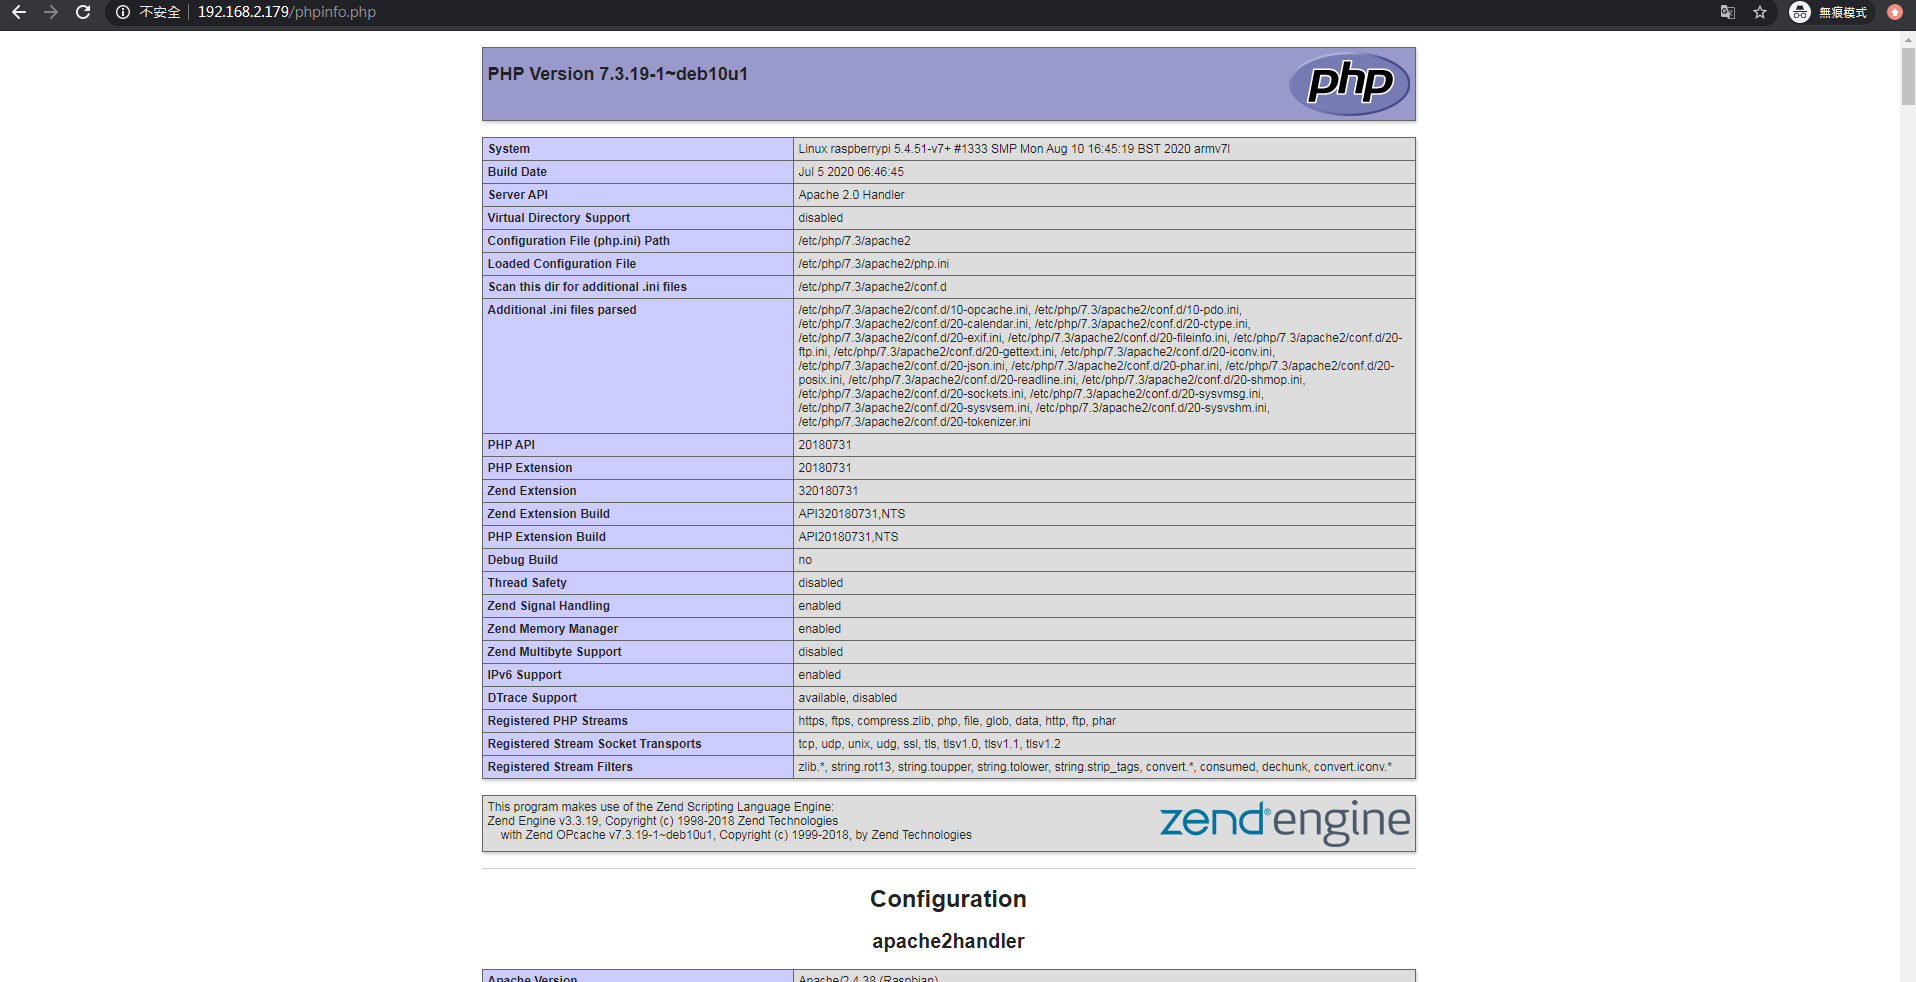 不安全 192.168.2.179/phpinfo.php 無痕模式
PHP Version 7.3.19-1~deb10u1
php
System Linux raspberrypi 5.4.51-v7+ #1333 SMP Mon Aug 10 16:45:19 BST 2020 armv7l
Build Date Jul 5 2020 06:46:45
Server API Apache 2.0 Handler
Virtual Directory Support disabled
Configuration File (php.ini) Path /etc/php/7.3/apache2
Loaded Configuration File /etc/php/7.3/apache2/php.ini
Scan this dir for additional .ini files /etc/php/7.3/apache2/conf.d
Additional .ini files parsed /etc/php/7.3/apache2/conf.d/10-opcache.ini, /etc/php/7.3/apache2/conf.d/10-pdo.ini,
/etc/php/7.3/apache2/conf.d/20-calendar.ini, /etc/php/7.3/apache2/conf.d/20-ctype.ini,
/etc/php/7.3/apache2/conf.d/20-exif.ini, /etc/php/7.3/apache2/conf.d/20-fileinfo.ini, /etc/php/7.3/apache2/conf.d/20-
ftp.ini, /etc/php/7.3/apache2/conf.d/20-gettext.ini, /etc/php/7.3/apache2/conf.d/20-iconv.ini,
/etc/php/7.3/apache2/conf.d/20-json.ini, /etc/php/7.3/apache2/conf.d/20-phar.ini, /etc/php/7.3/apache2/conf.d/20-
posix.ini, /etc/php/7.3/apache2/conf.d/20-readline.ini, /etc/php/7.3/apache2/conf.d/20-shmop.ini,
/etc/php/7.3/apache2/conf.d/20-sockets.ini, /etc/php/7.3/apache2/conf.d/20-sysvmsg.ini,
/etc/php/7.3/apache2/conf.d/20-sysvsem.ini, /etc/php/7.3/apache2/conf.d/20-sysvshm.ini,
/etc/php/7.3/apache2/conf.d/20-tokenizer.ini
PHP API 20180731
PHP Extension 20180731
Zend Extension 320180731
Zend Extension Build API320180731,NTS
PHP Extension Build API20180731,NTS
Debug Build no
Thread Safety disabled
Zend Signal Handling enabled
Zend Memory Manager enabled
Zend Multibyte Support disabled
IPv6 Support enabled
DTrace Support available, disabled
Registered PHP Streams https, ftps, compress.zlib, php, file, glob, data, http, ftp, phar
Registered Stream Socket Transports tcp, udp, unix, udg, ssl, tls, tlsv1.0, tlsv1.1, tlsv1.2
Registered Stream Filters zlib.*, string.rot13, string.toupper, string.tolower, string.strip_tags, convert.*, consumed, dechunk, convert.iconv.*
This program makes use of the Zend Scripting Language Engine:
Zend Engine v3.3.19, Copyright (c) 1998-2018 Zend Technologies
with Zend OPcache v7.3.19-1~deb10u1, Copyright (c) 1999-2018, by Zend Technologies
zend® engine
Configuration
apache2handler
Apache Version Apache/2.4.38 (Raspbian)